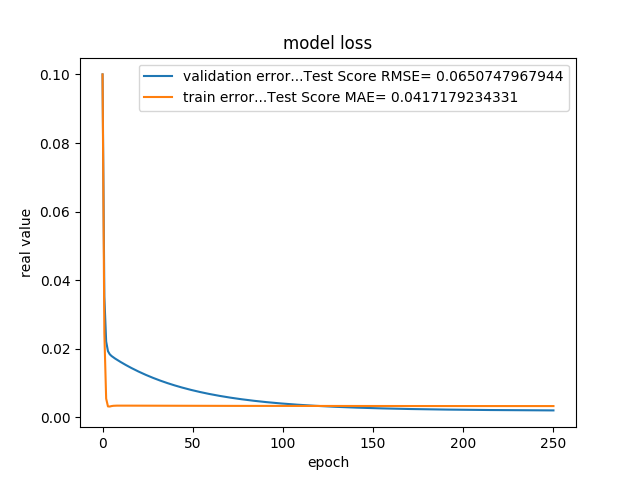 model loss
validation error...Test Score RMSE= 0.0650747967944
train error...Test Score MAE= 0.0417179234331
real value
0.10
0.08
0.06
0.04
0.02
0.00
0
50
100
150
200
250
epoch